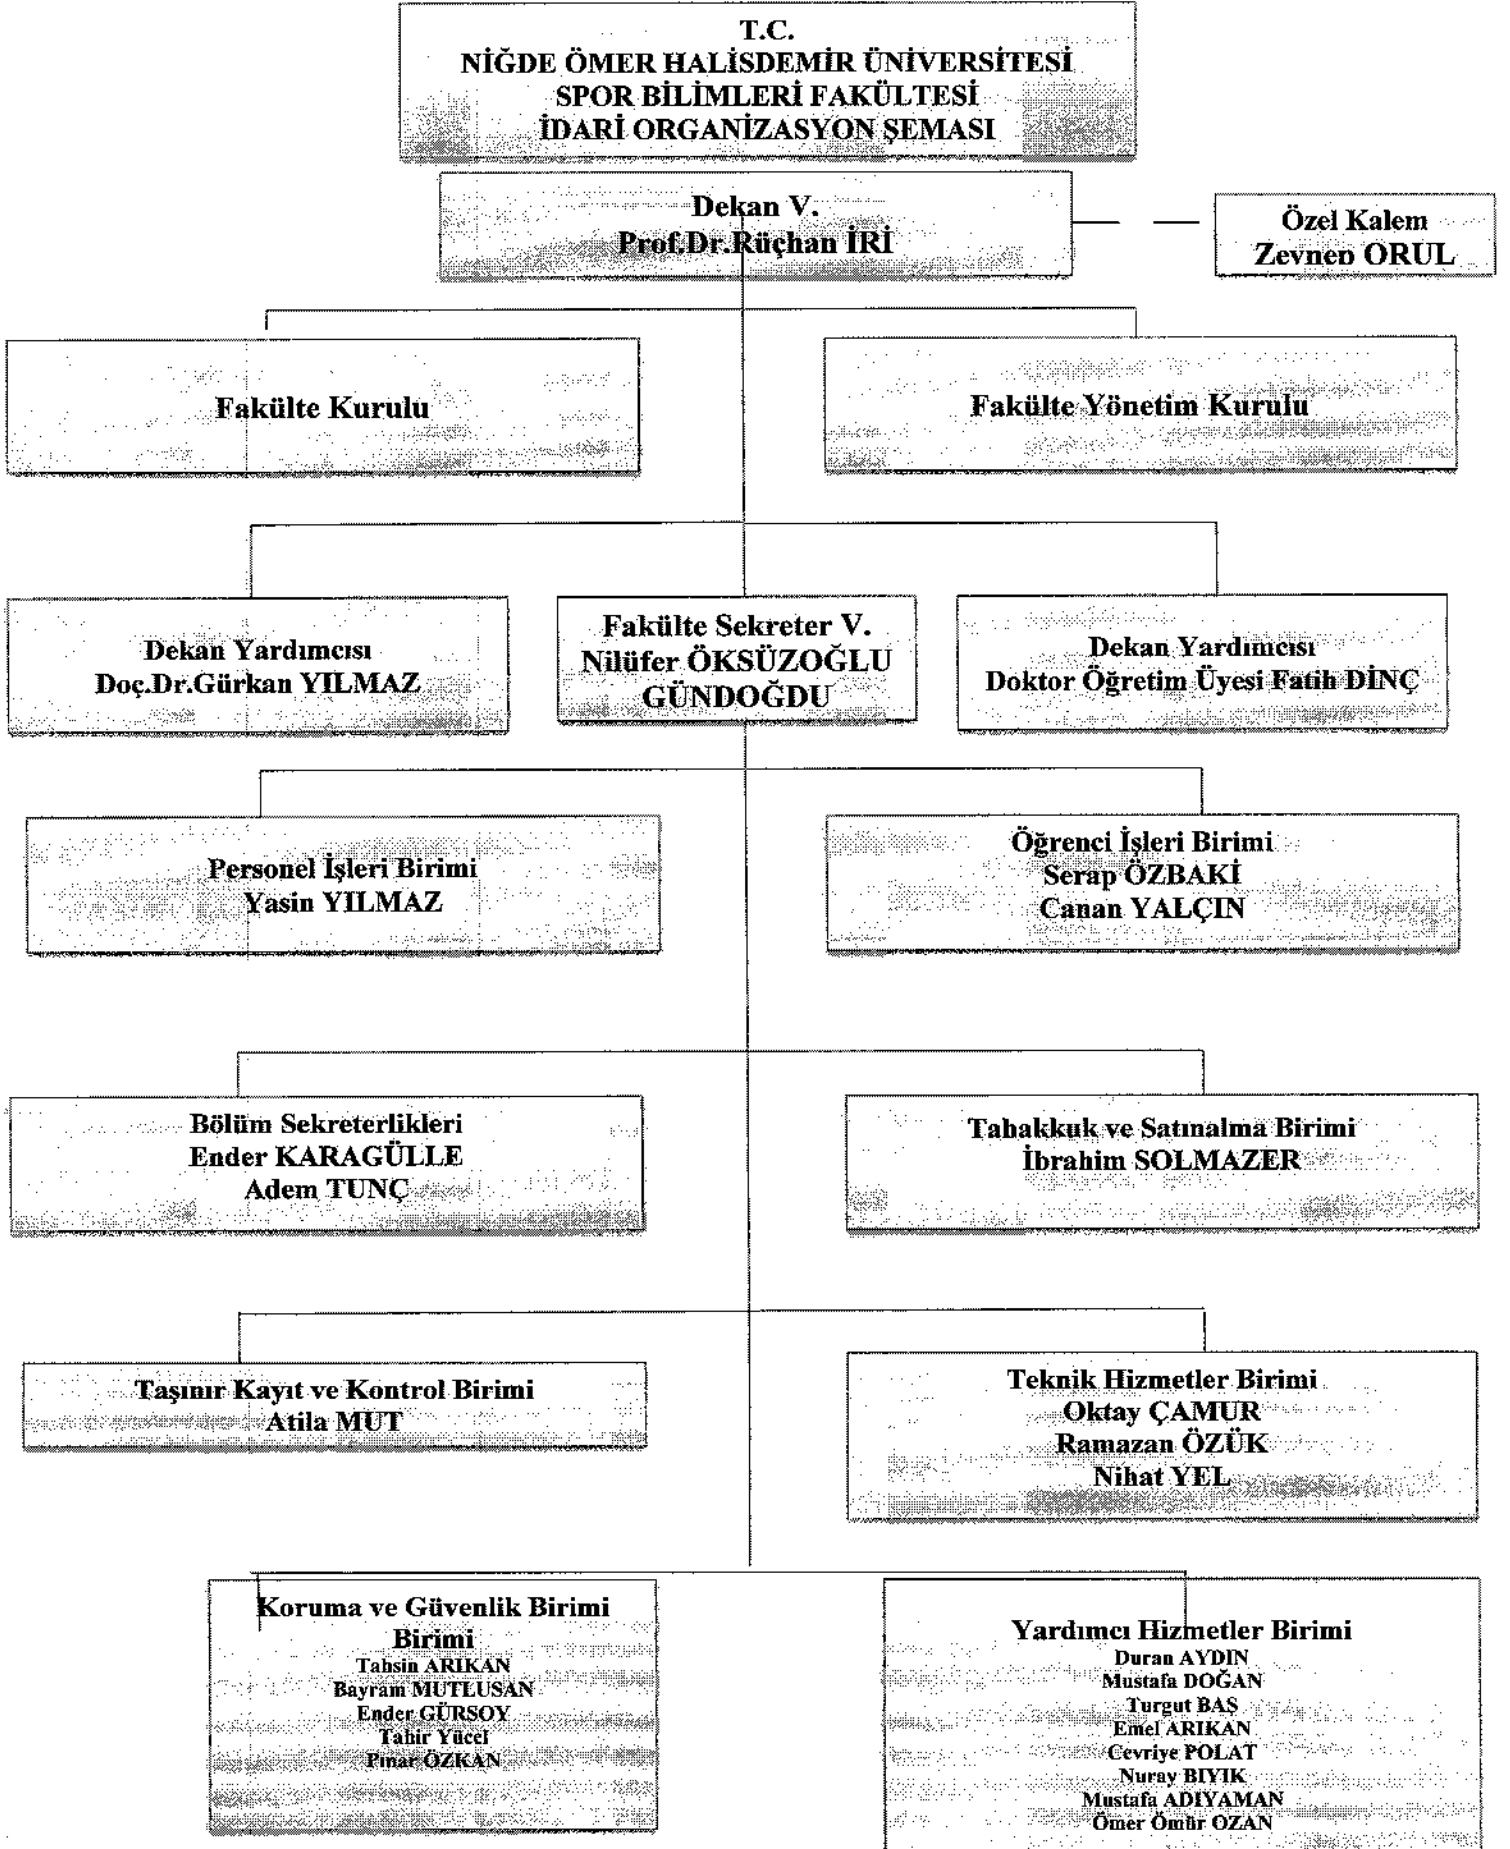 T.C.
NİĞDE ÖMER HALİSDEMİR ÜNİVERSİTESİ
SPOR BİLİMLERİ FAKÜLTESİ
İDARİ ORGANİZASYON ŞEMASI
Dekan V.
Prof.Dr.Rüçhan İRİ
Özel Kalem
Zeynep ORUL
Fakülte Kurulu
Fakülte Yönetim Kurulu
Dekan Yardımcısı
Doç.Dr.Gürkan YILMAZ
Fakülte Sekreter V.
Nilüfer ÖKSÜZOĞLU
GÜNDOĞDU
Dekan Yardımcısı
Doktor Öğretim Üyesi Fatih DİNÇ
Personel İşleri Birimi
Yasin YILMAZ
Öğrenci İşleri Birimi
Serap ÖZBAKİ
Canan YALÇIN
Bölüm Sekreterlikleri
Ender KARAGÜLLE
Adem TUNÇ
Tahakkuk ve Satınalma Birimi
İbrahim SOLMAZER
Taşınır Kayıt ve Kontrol Birimi
Atila MUT
Teknik Hizmetler Birimi
Oktay ÇAMUR
Ramazan ÖZÜK
Nihat YEL
Koruma ve Güvenlik Birimi
Birimi
Tahsin ARIKAN
Bayram MUTLUSAN
Ender GÜRSOY
Tahir Yücel
Pınar ÖZKAN
Yardımcı Hizmetler Birimi
Duran AYDIN
Mustafa DOĞAN
Turgut BAŞ
Emel ARIKAN
Cevriye POLAT
Nuray BIYIK
Mustafa ADIYAMAN
Ömer Ömür OZAN